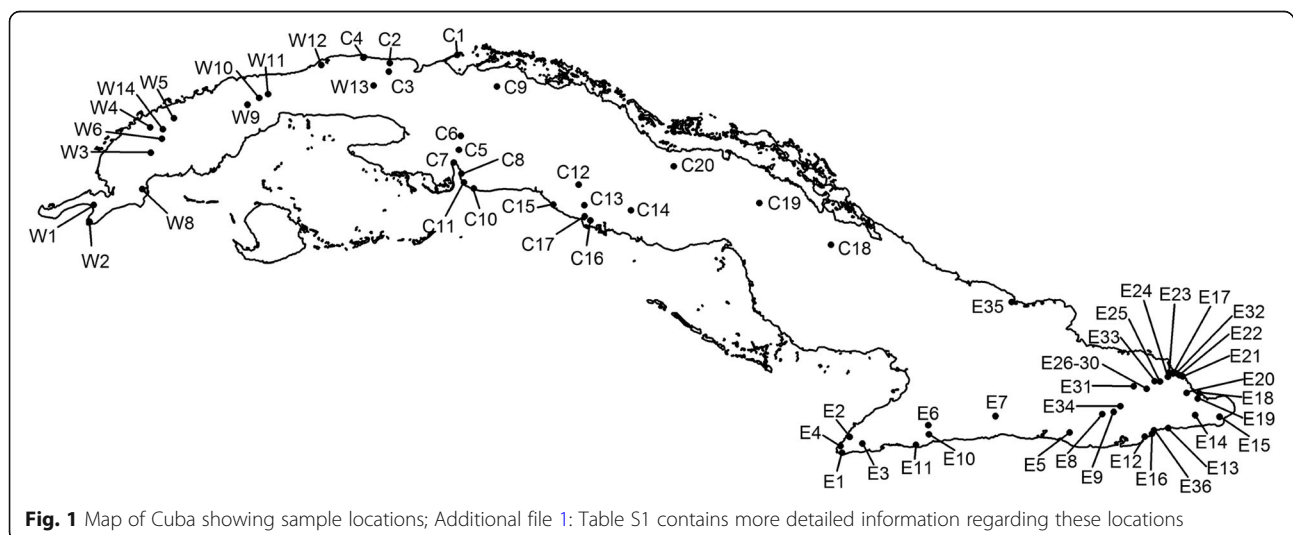 W12
C4
C2
C1
W10
W11
W14
W5
W4
W13
C3
C9
W6
W9
W3
C6
C5
C7
C8
C20
C12
C13
C14
C19
W1
W8
C11
C10
C15
W2
C17
C16
C18
E24
E23
E17
E35
E25
E32
E33
E22
E26-30
E21
E31
E20
E2
E6
E7
E34
E18
E4
E19
E14
E15
E1
E3
E11
E10
E5
E8
E12
E13
E9
E16
E36
Fig. 1 Map of Cuba showing sample locations; Additional file 1: Table S1 contains more detailed information regarding these locations